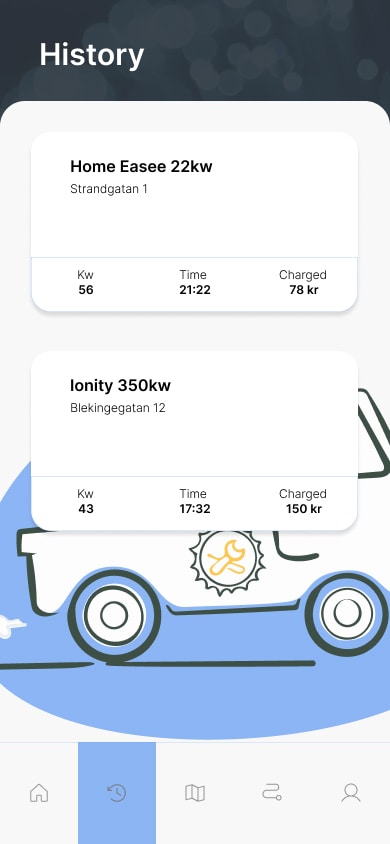 History
Home Easee 22kw
Strandgatan 1
Kw Time Charged
56 21:22 78 kr
Ionity 350kw
Blekingegatan 12
Kw Time Charged
43 17:32 150 kr